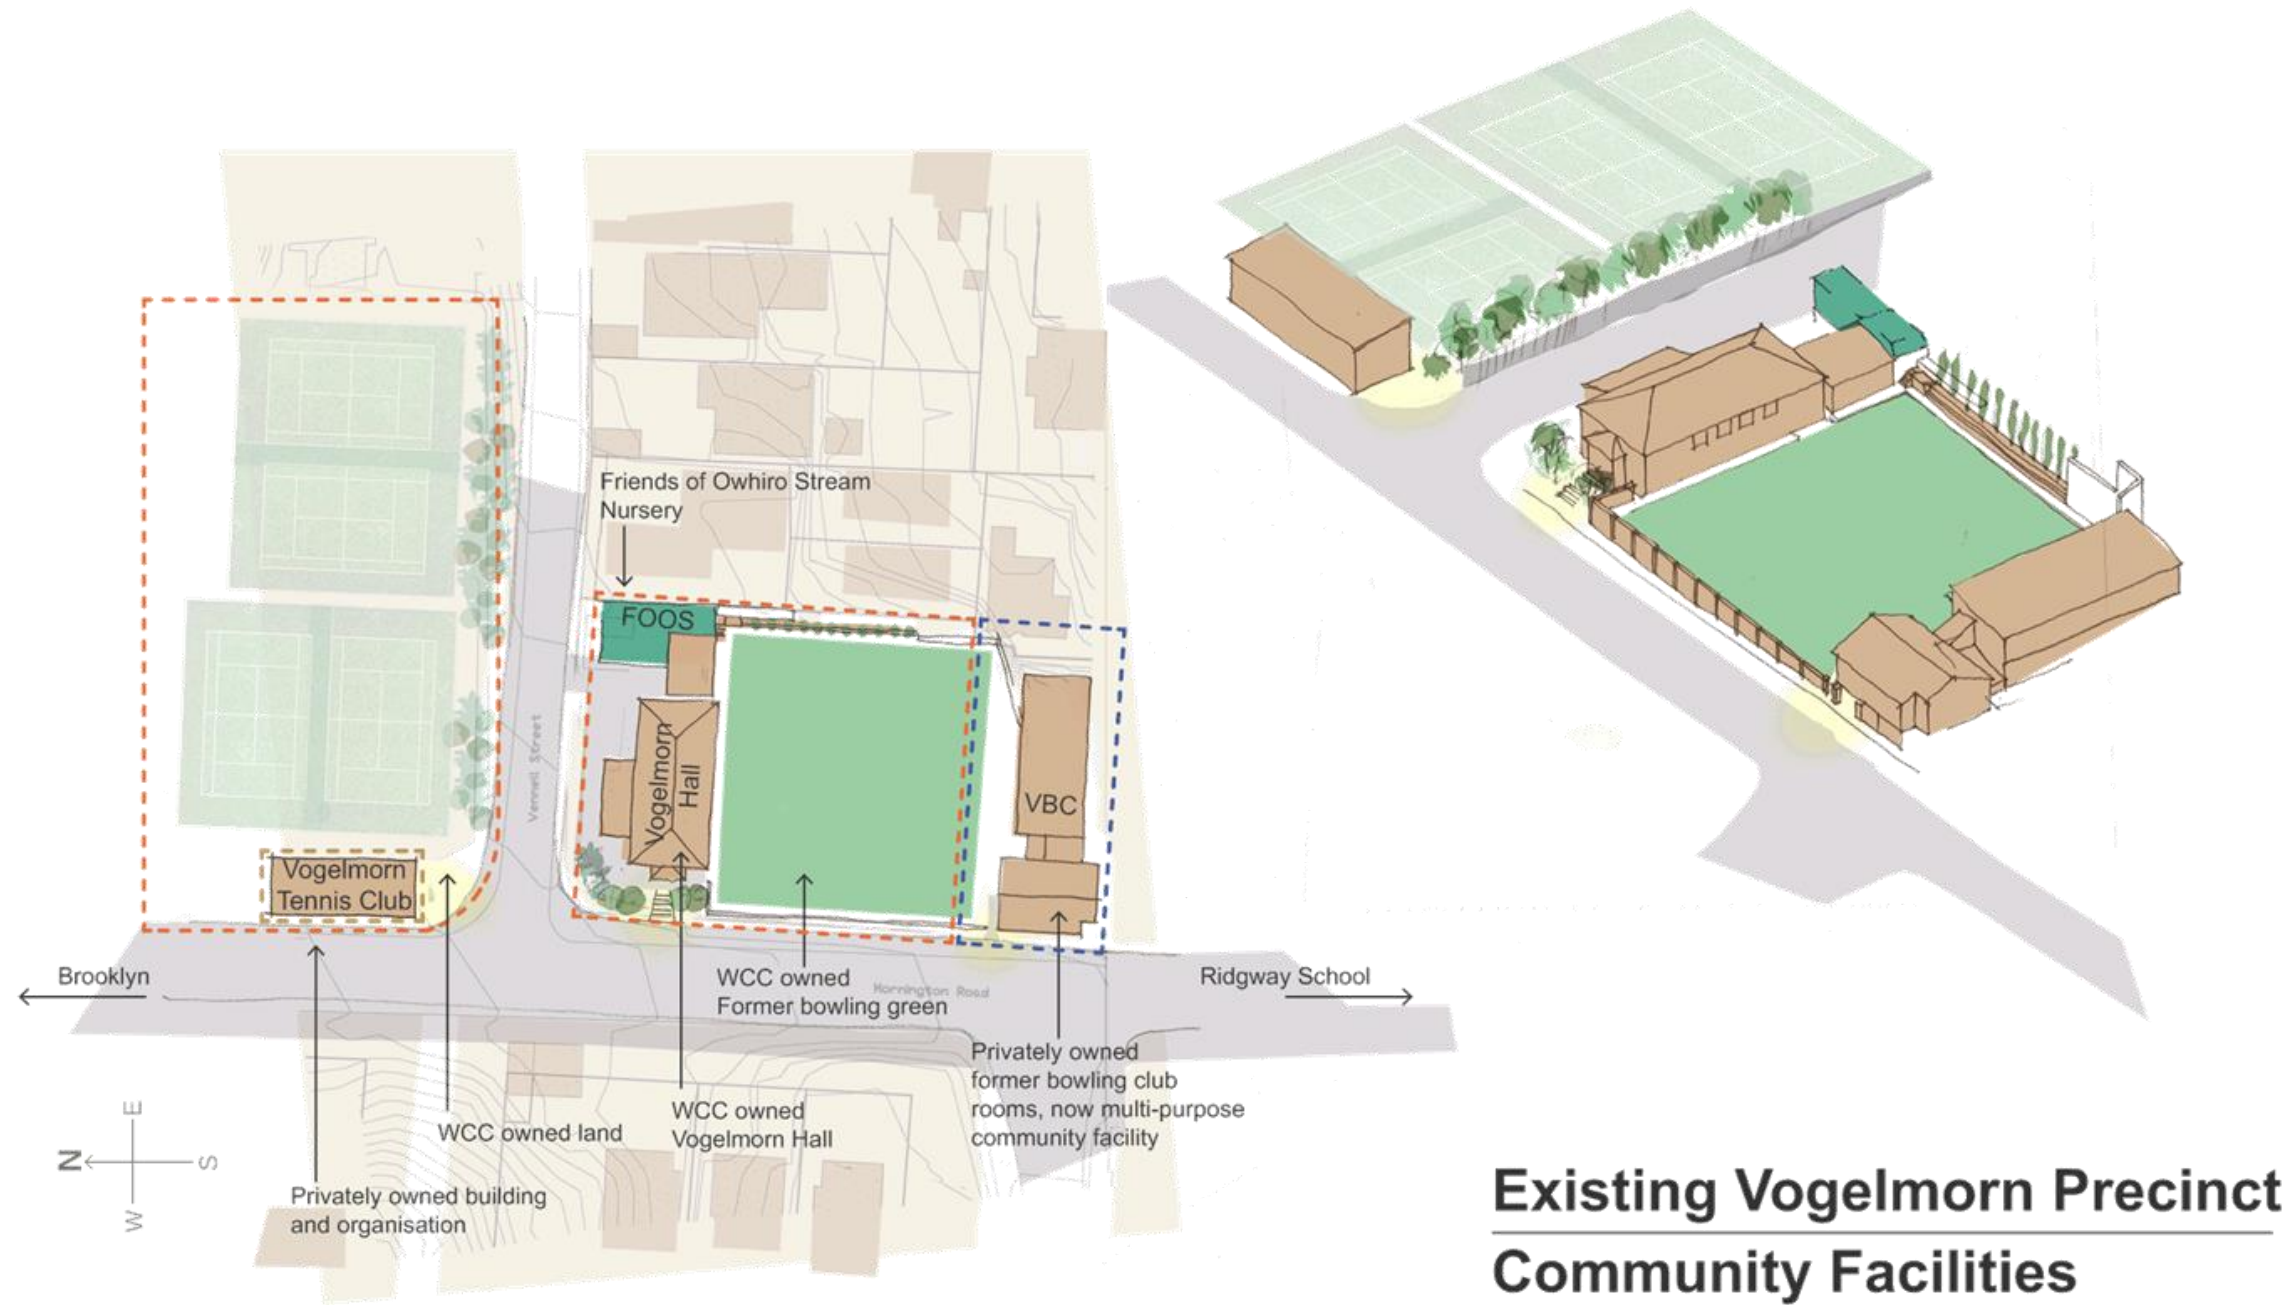 Friends of Owhiro Stream
Nursery
FOOS
Vennell Street
Vogelmorn
Hall
VBC
Vogelmorn
Tennis Club
Brooklyn
WCC owned
Former bowling green
Mornington Road
Ridgway School
Privately owned
former bowling club
rooms, now multi-purpose
community facility
WCC owned land
WCC owned
Vogelmorn Hall
Privately owned building
and organisation
E
N
S
W
Existing Vogelmorn Precinct
Community Facilities